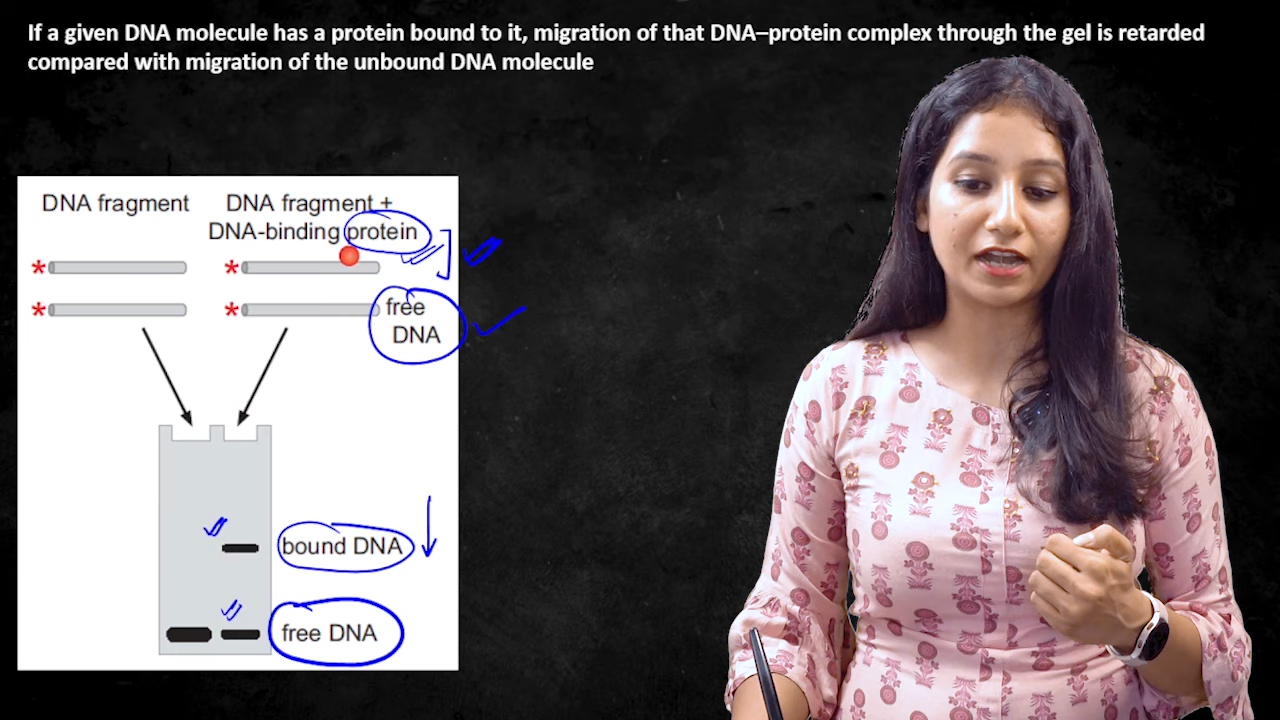 If a given DNA molecule has a protein bound to it, migration of that DNA–protein complex through the gel is retarded
compared with migration of the unbound DNA molecule
DNA fragment
DNA fragment +
DNA-binding protein
* *
* *
free
DNA
bound DNA
free DNA